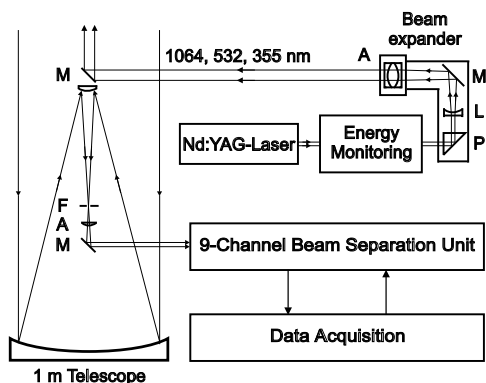 Beam
expander
1064, 532, 355 nm
A
M
M
L
Nd:YAG-Laser
Energy
Monitoring
P
F
A
M
9-Channel Beam Separation Unit
Data Acquisition
1 m Telescope